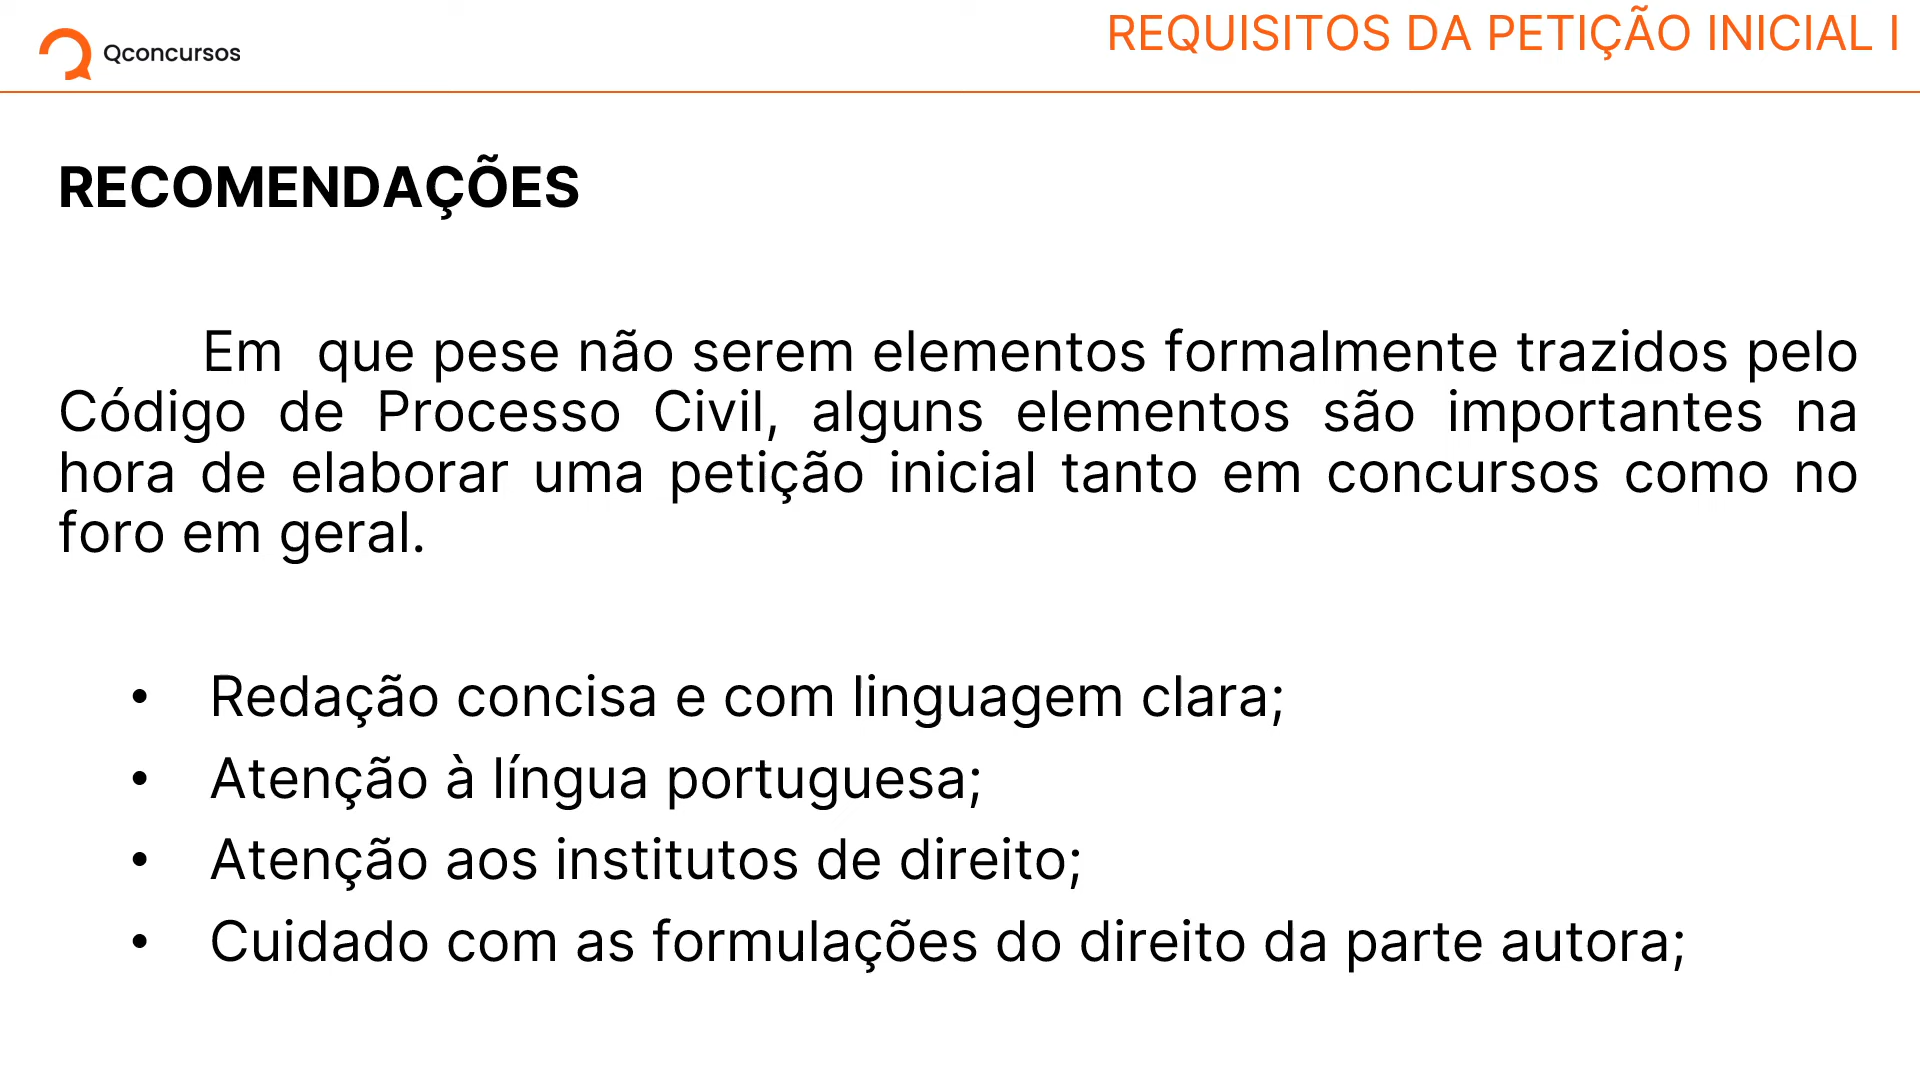 Qconcursos
REQUISITOS DA PETIÇÃO INICIAL I
RECOMENDAÇÕES
Em que pese não serem elementos formalmente trazidos pelo
Código de Processo Civil, alguns elementos são importantes na
hora de elaborar uma petição inicial tanto em concursos como no
foro em geral.
• Redação concisa e com linguagem clara;
• Atenção à língua portuguesa;
• Atenção aos institutos de direito;
• Cuidado com as formulações do direito da parte autora;